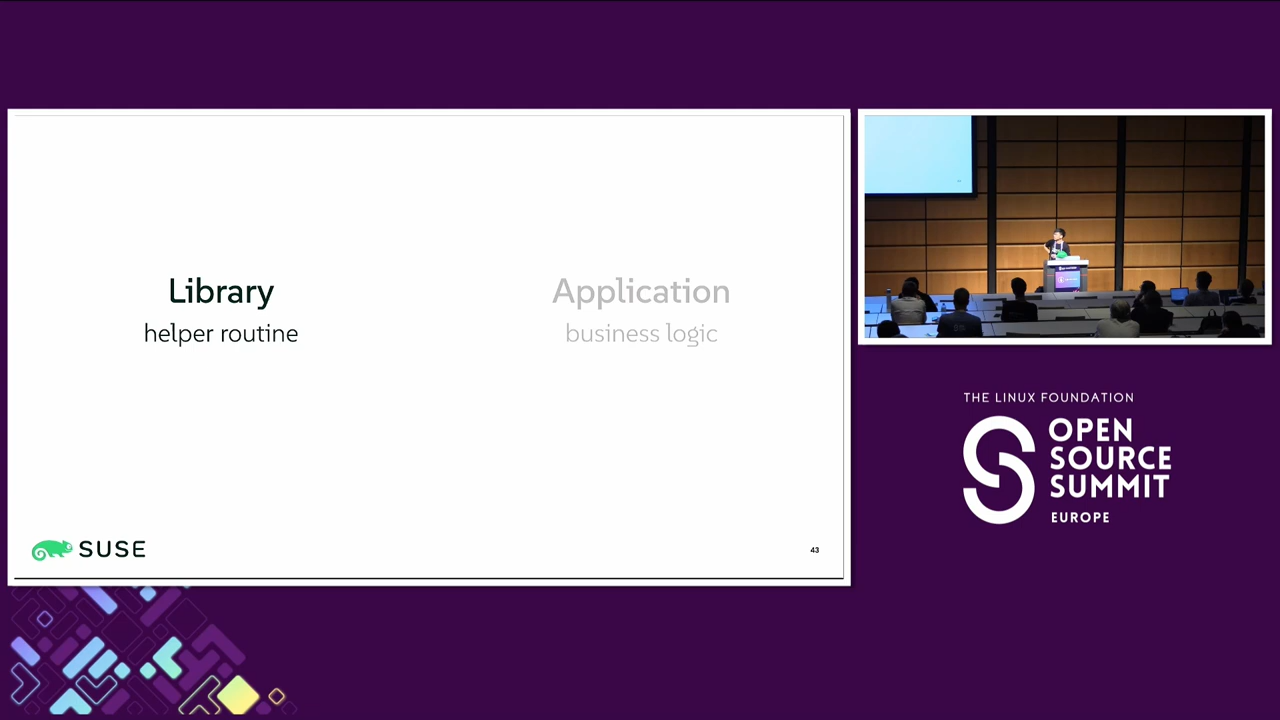 Library
helper routine
Application
business logic
SUSE
43
THE LINUX FOUNDATION
OPEN
SOURCE
SUMMIT
EUROPE